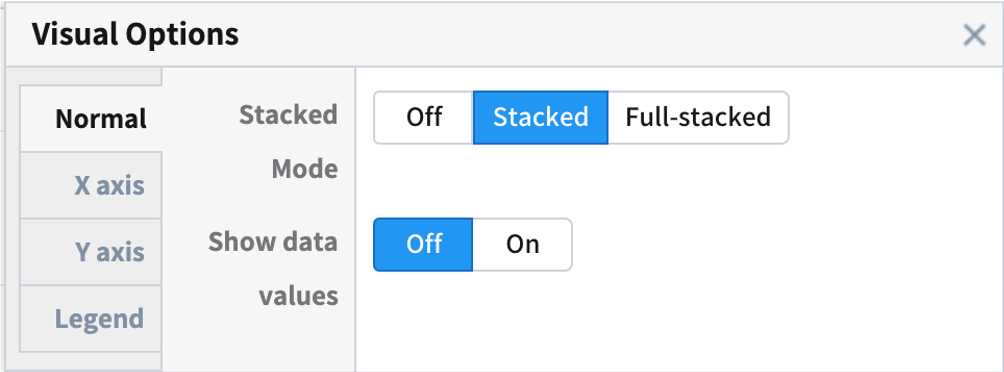 Visual Options
Normal
X axis
Y axis
Legend
Stacked
Mode
Off Stacked Full-stacked
Show data
values
Off On